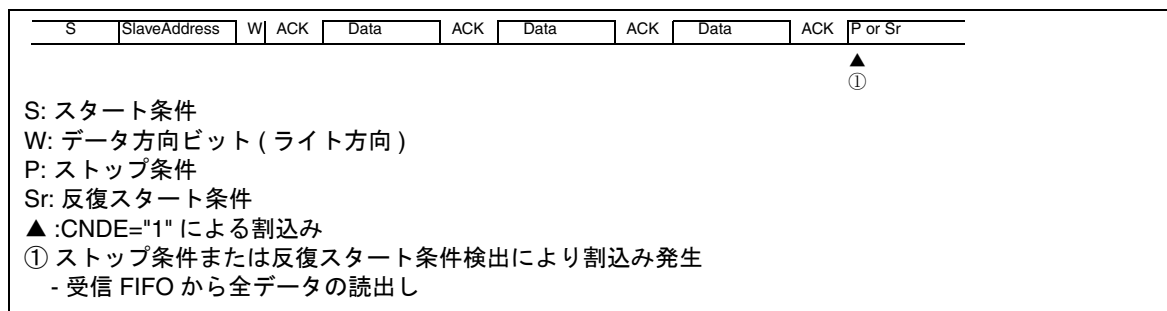 S SlaveAddress W ACK Data ACK Data ACK Data ACK P or Sr
▲
①
S: スタート条件
W: データ方向ビット ( ライト方向 )
P: ストップ条件
Sr: 反復スタート条件
▲ :CNDE="1" による割込み
① ストップ条件または反復スタート条件検出により割込み発生
- 受信 FIFO から全データの読出し